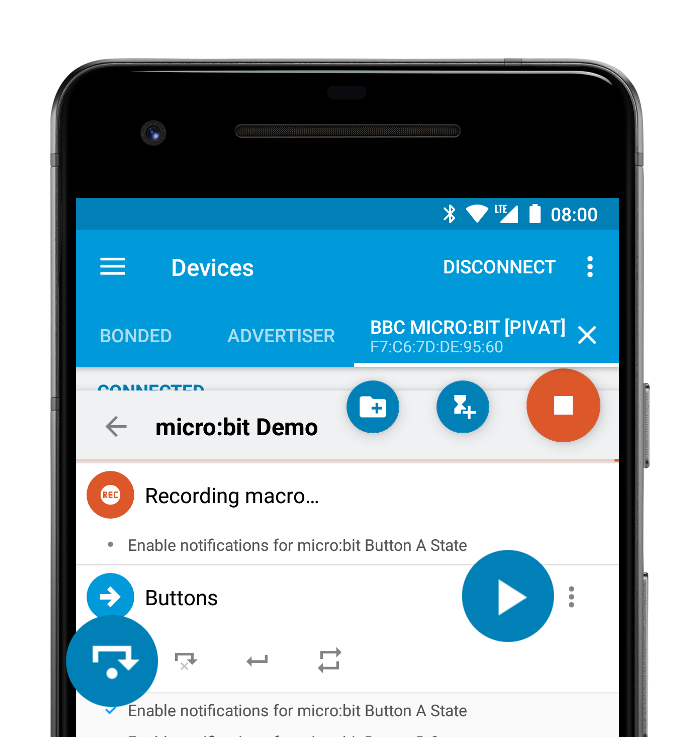 LTE 08:00
Devices DISCONNECT
BONDED ADVERTISER BBC MICRO:BIT [PIVAT]
F7:C6:7D:DE:95:60
CONNECTED
micro:bit Demo
REC Recording macro...
• Enable notifications for micro:bit Button A State
Buttons
Enable notifications for micro:bit Button A State